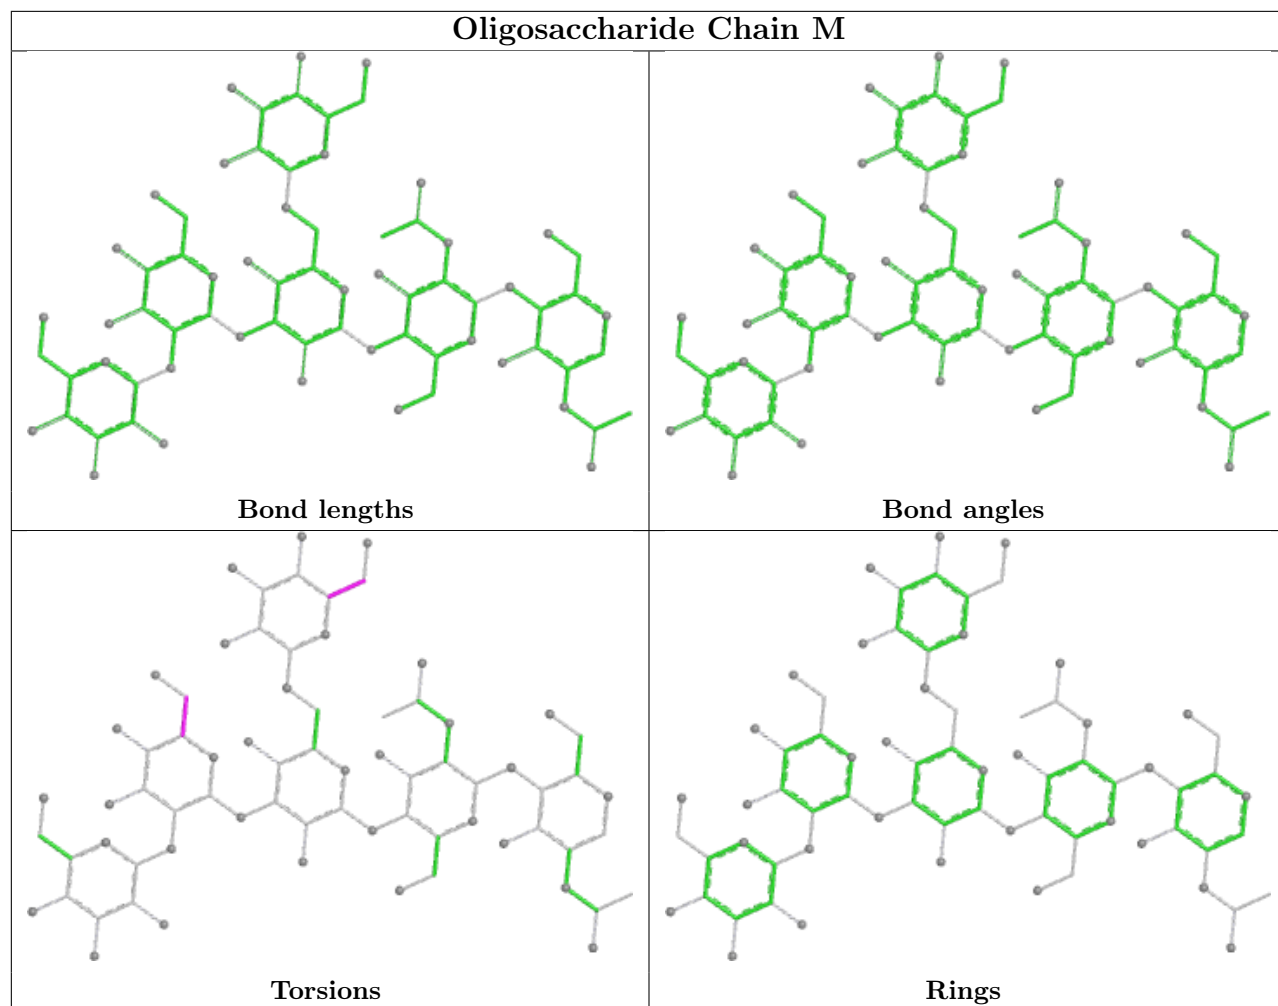 Oligosaccharide Chain M
Bond lengths
Bond angles
Torsions
Rings